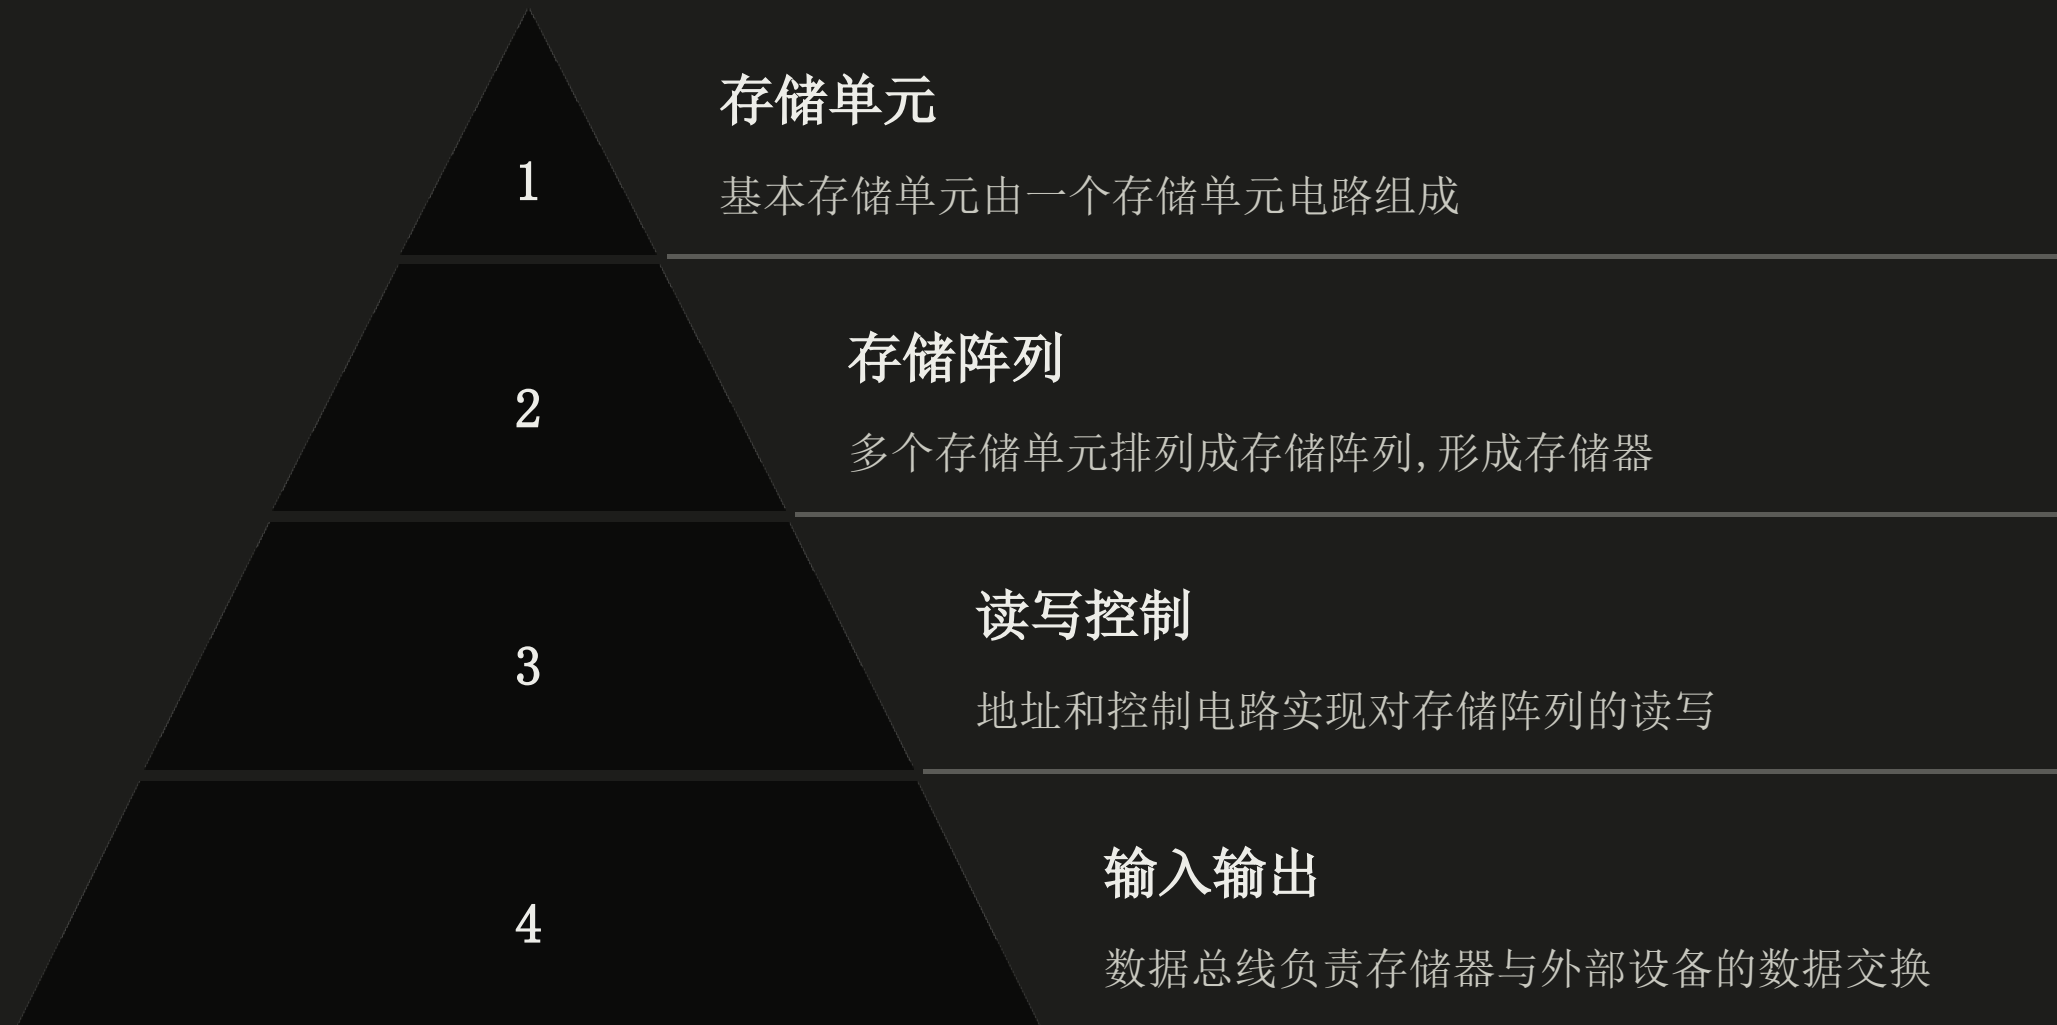 1
存储单元
基本存储单元由一个存储单元电路组成
2
存储阵列
多个存储单元排列成存储阵列,形成存储器
3
读写控制
地址和控制电路实现对存储阵列的读写
4
输入输出
数据总线负责存储器与外部设备的数据交换